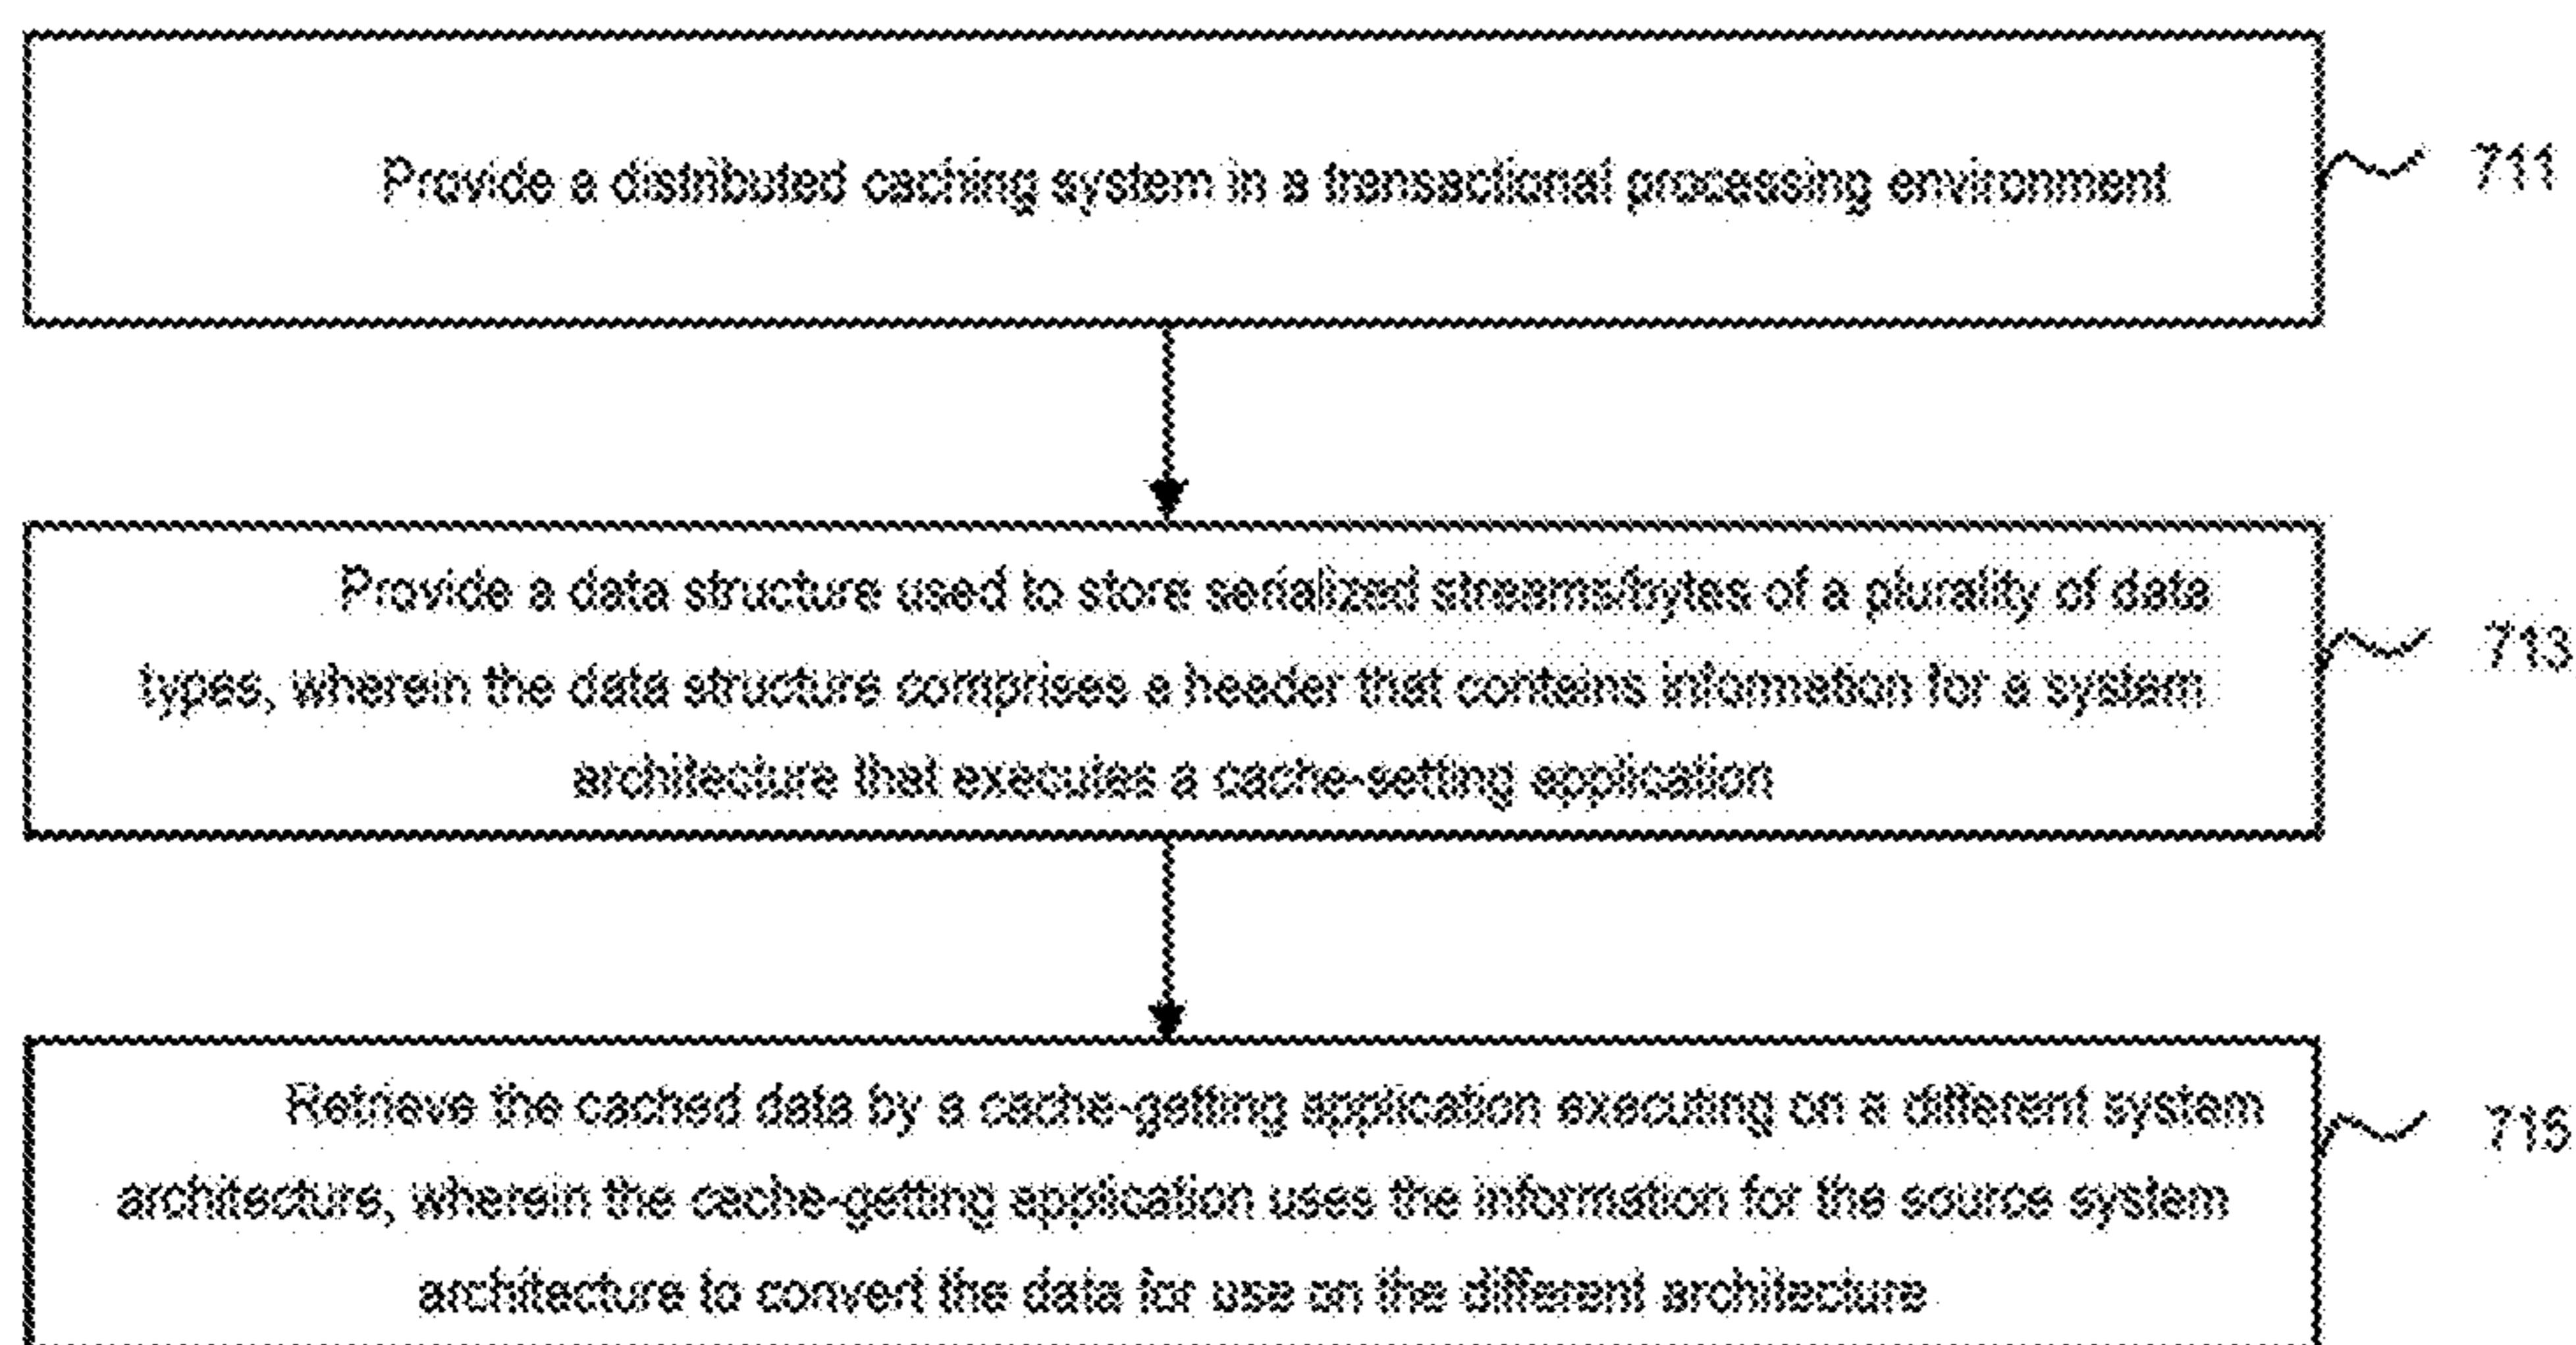 Provide a distributed caching system in a transactional processing environment
711
Provide a data structure used to store serialized streams/bytes of a plurality of data
types, wherein the data structure comprises a header that contains information for a system
architecture that executes a cache-setting application
713
Retrieve the cached data by a cache-getting application executing on a different system
architecture, wherein the cache-getting application uses the information for the source system
architecture to convert the data for use on the different architecture
715